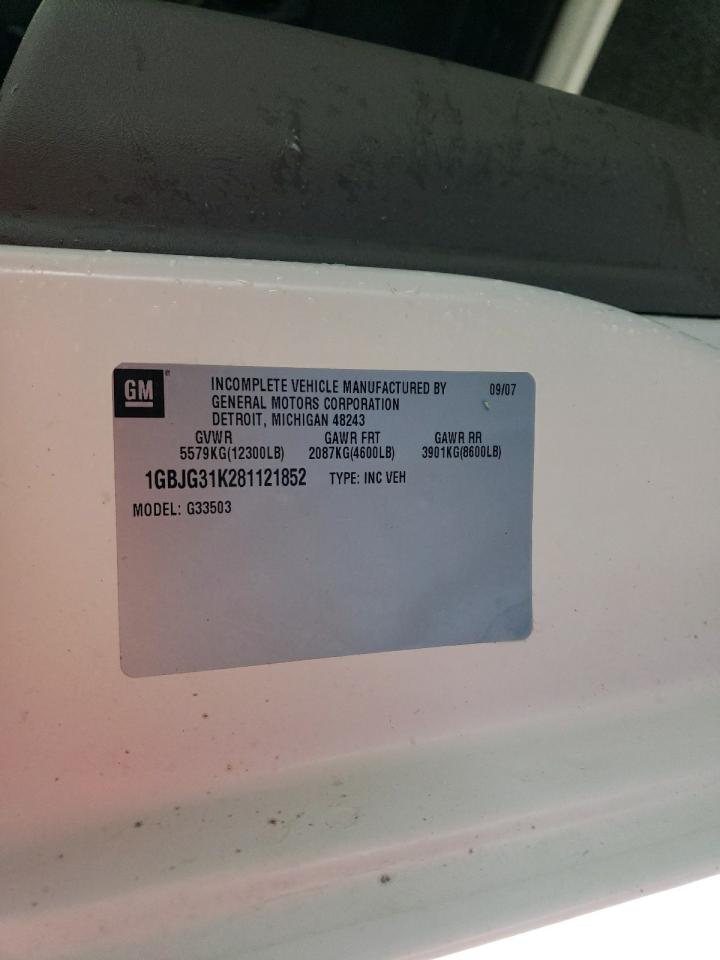 GM® INCOMPLETE VEHICLE MANUFACTURED BY 09/07
GENERAL MOTORS CORPORATION
DETROIT, MICHIGAN 48243
GVWR GAWR FRT GAWR RR
5579KG(12300LB) 2087KG(4600LB) 3901KG(8600LB)
1GBJG31K281121852 TYPE: INC VEH
MODEL: G33503